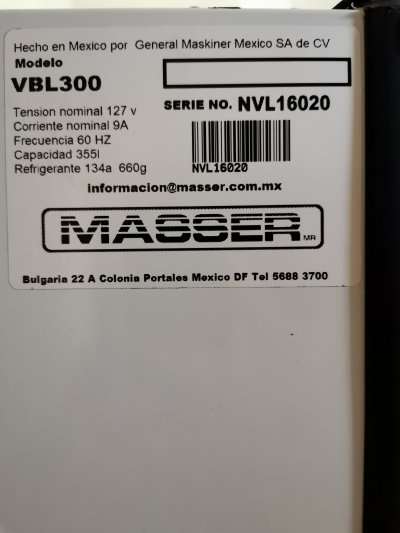 Hecho en Mexico por General Maskiner Mexico SA de CV
Modelo
VBL300
SERIE NO. NVL16020
Tension nominal 127 v
Corriente nominal 9A
Frecuencia 60 HZ
Capacidad 355l
Refrigerante 134a 660g
NVL16020
informacion@masser.com.mx
MASSER MR
Bulgaria 22 A Colonia Portales Mexico DF Tel 5688 3700